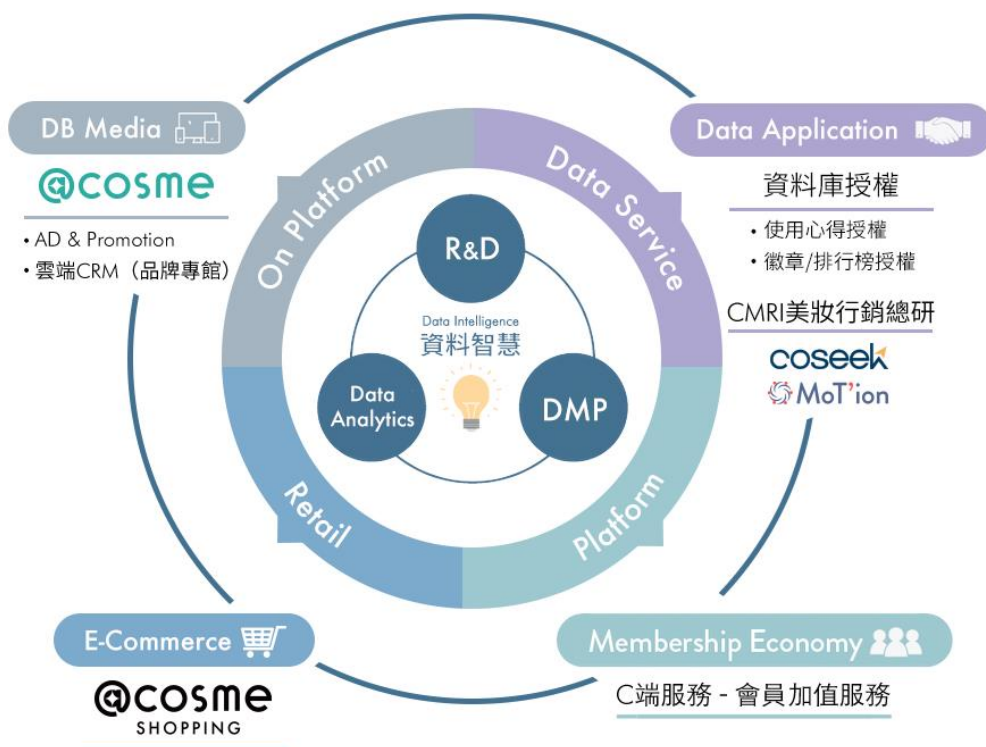 DB Media
@cosme
• AD & Promotion
• 雲端CRM（品牌專館）
On Platform
Data Service
Retail
Platform
R&D
Data Intelligence
資料智慧
Data
Analytics
DMP
Data Application
資料庫授權
• 使用心得授權
• 徽章/排行榜授權
CMRI美妝行銷總研
coseek
MoT'ion
E-Commerce
@cosme
SHOPPING
Membership Economy
C端服務 - 會員加值服務